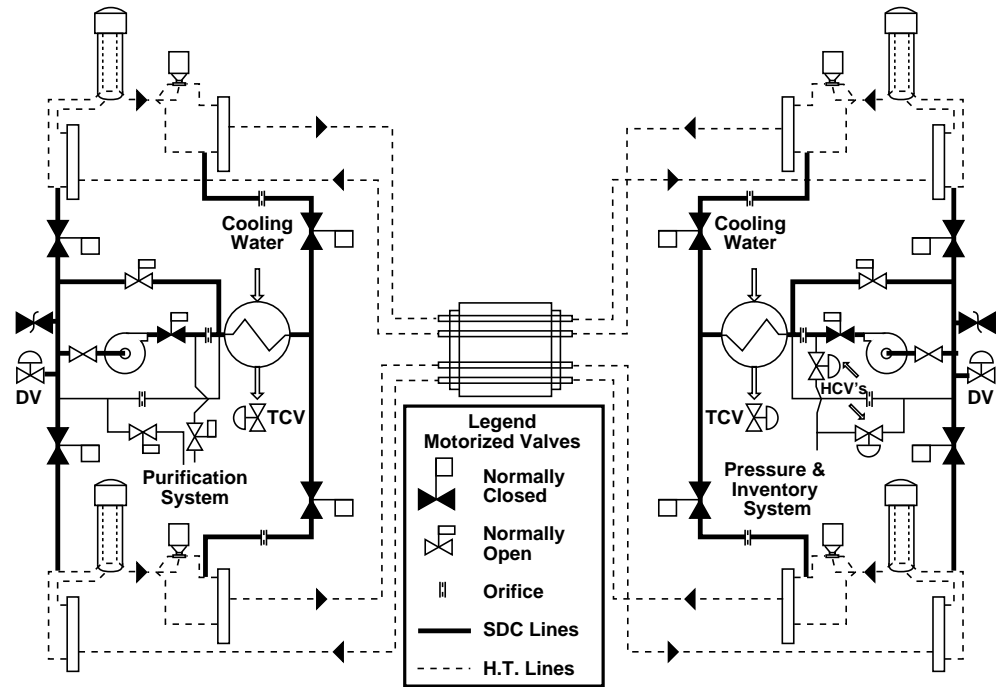 Cooling
Water
Cooling
Water
DV
TCV
TCV
HCV's
DV
Purification
System
Pressure &
Inventory
System
Legend
Motorized Valves
Normally
Closed
Normally
Open
Orifice
SDC Lines
H.T. Lines